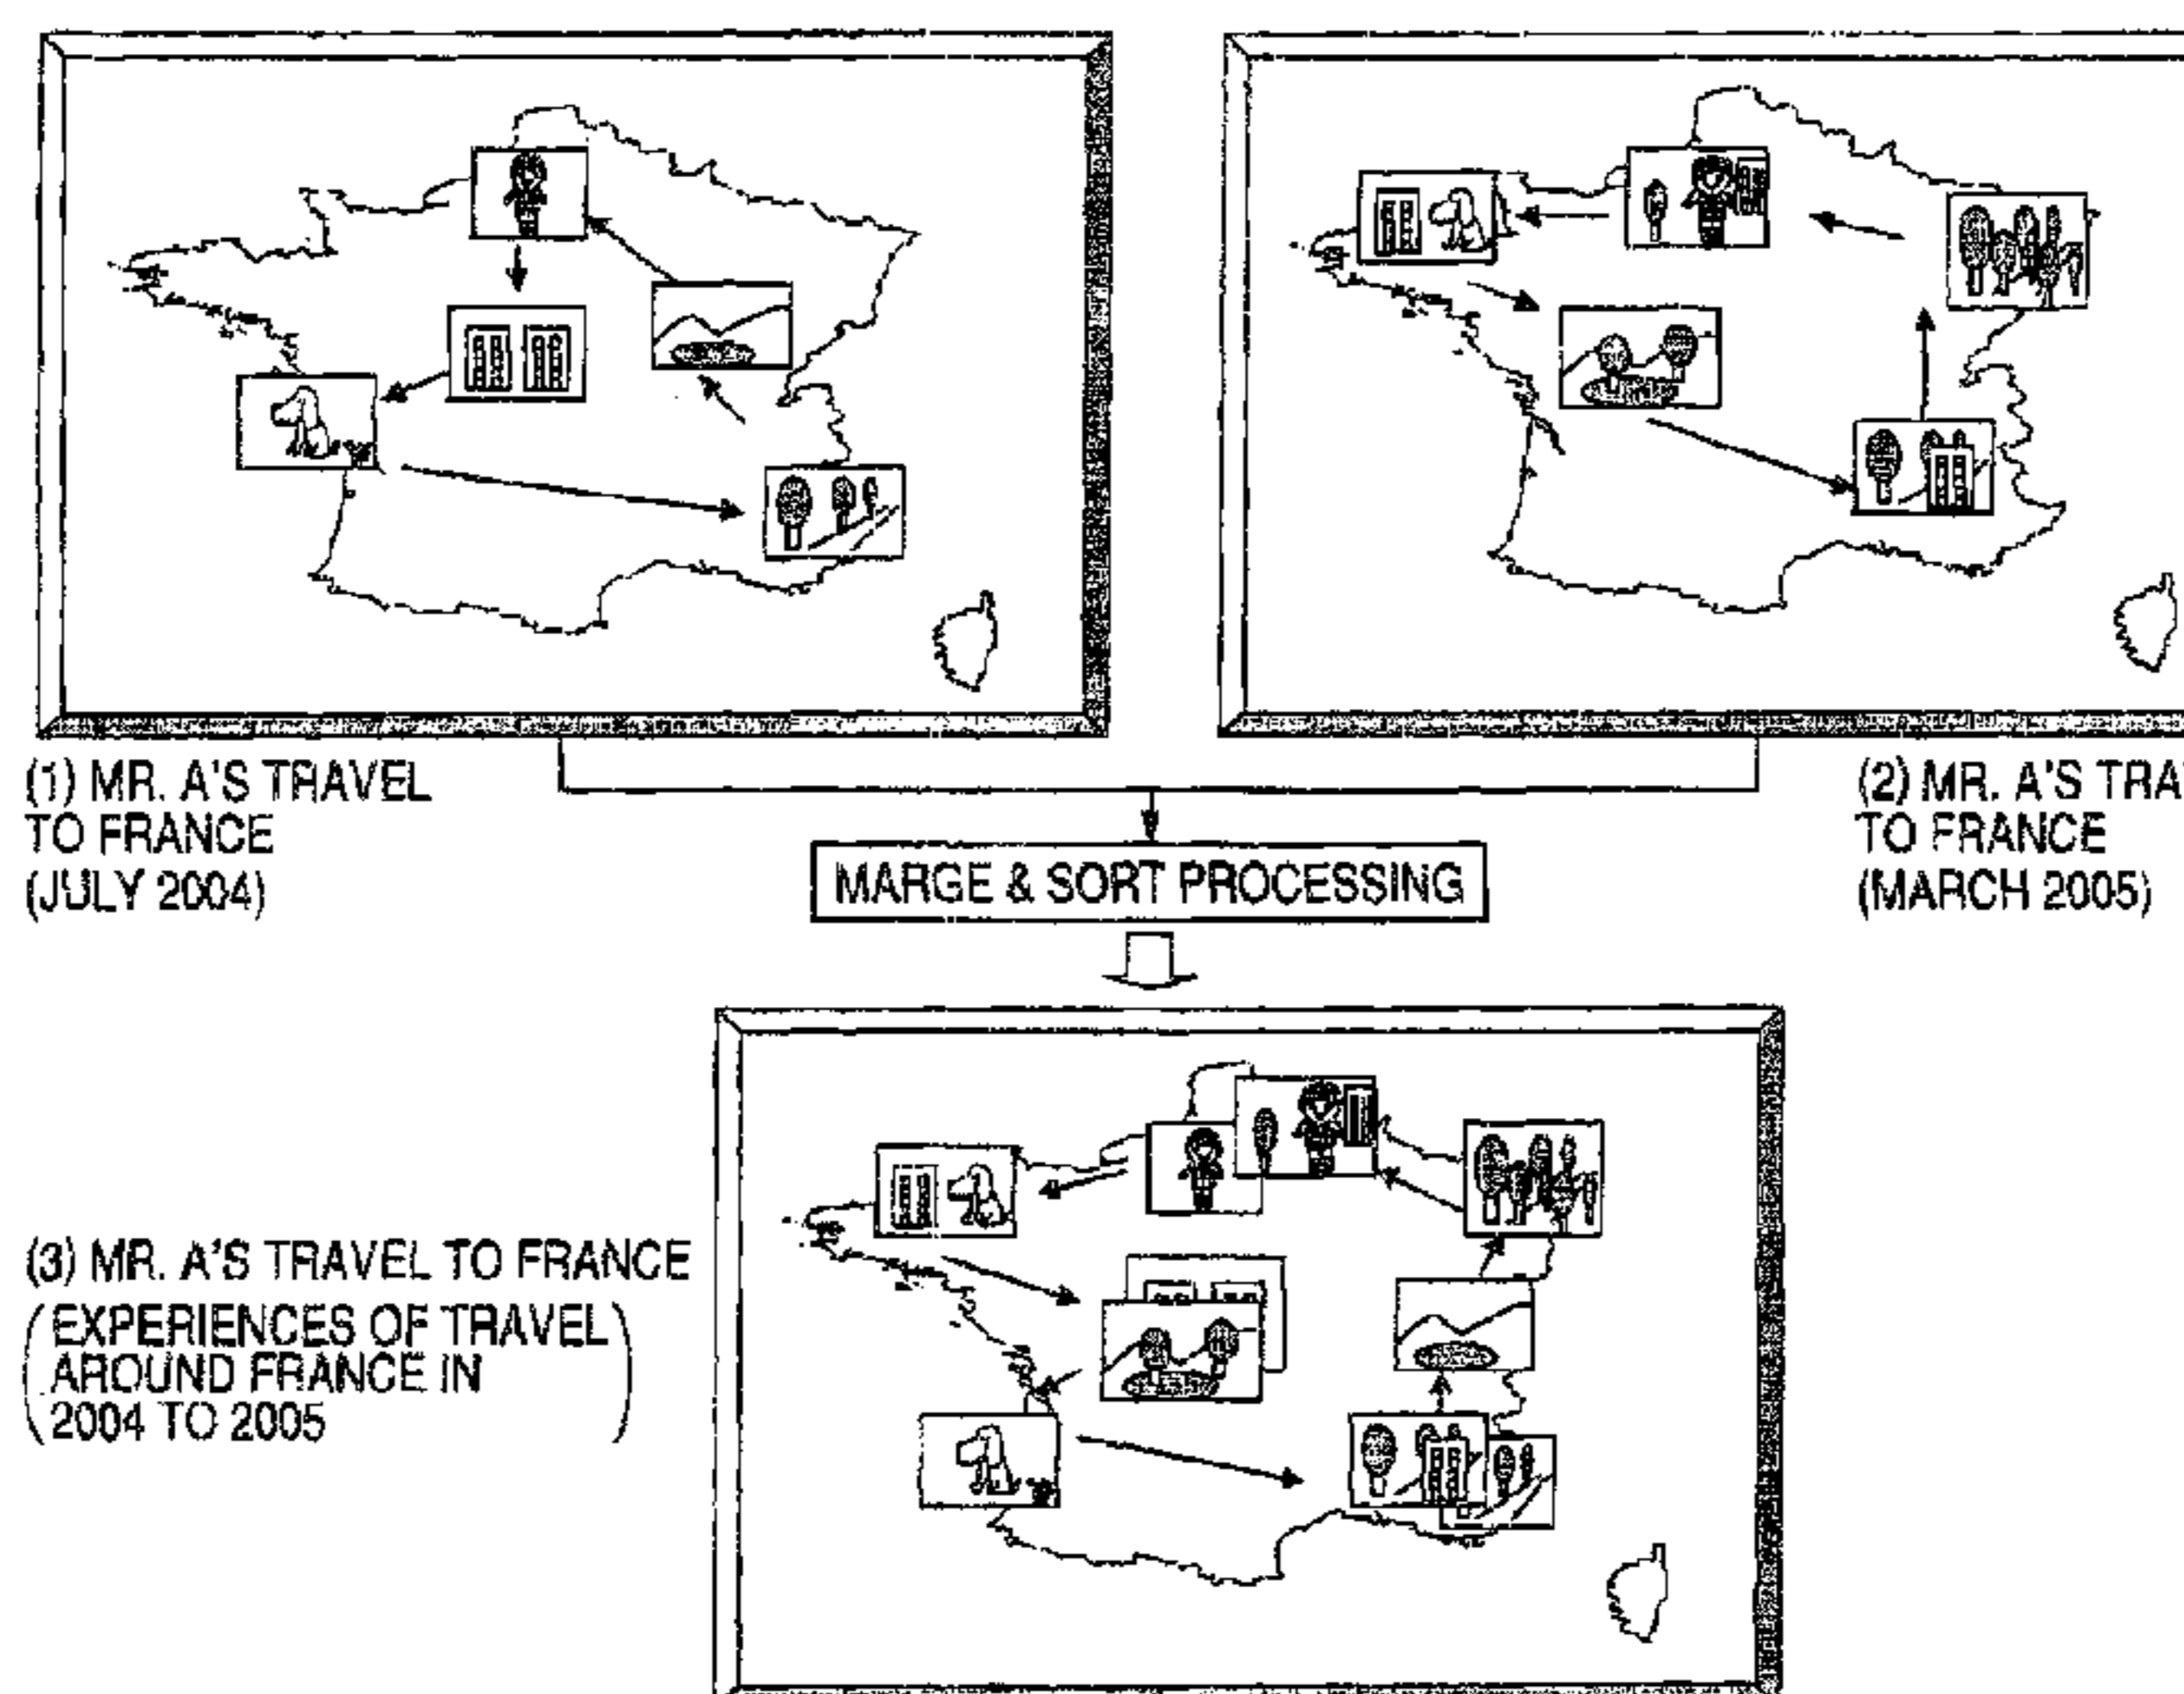 (1) MR. A'S TRAVEL
TO FRANCE
(JULY 2004)
(2) MR. A'S
TO FRANCE
(MARCH 2005)
MARGE & SORT PROCESSING
(3) MR. A'S TRAVEL TO FRANCE
(EXPERIENCES OF TRAVEL
AROUND FRANCE IN
2004 TO 2005)